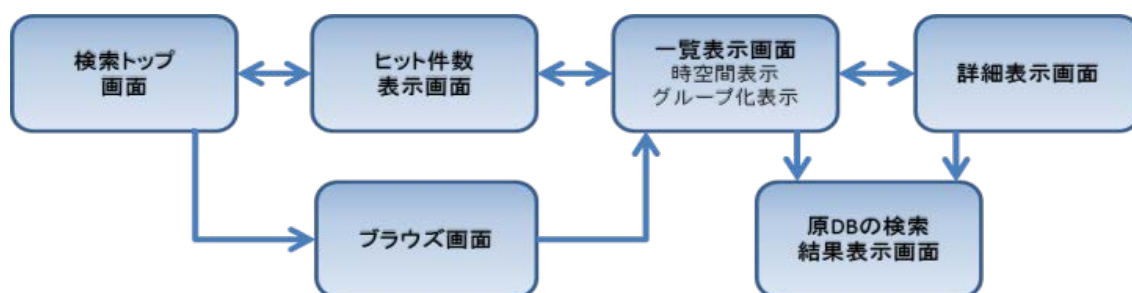 検索トップ
画面
ヒット件数
表示画面
一覧表示画面
時空間表示
グループ化表示
詳細表示画面
ブラウズ画面
原DBの検索
結果表示画面